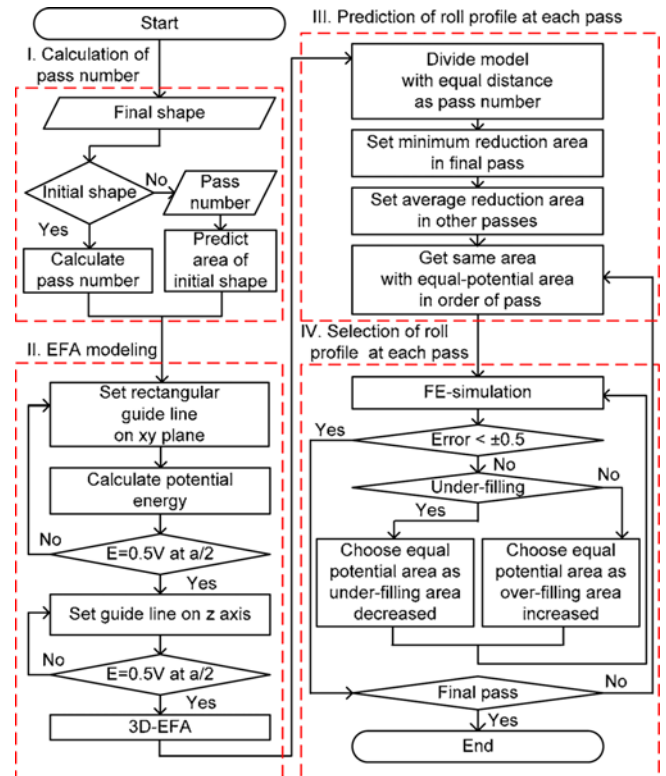 Start
I. Calculation of
pass number
Final shape
Initial shape
No
Pass
number
Yes
Calculate
pass number
Predict
area of
initial shape
II. EFA modeling
Set rectangular
guide line
on xy plane
Calculate potential
energy
No
E=0.5V at a/2
Yes
Set guide line on z axis
No
E=0.5V at a/2
Yes
3D-EFA
III. Prediction of roll profile at each pass
Divide model
with equal distance
as pass number
Set minimum reduction area
in final pass
Set average reduction area
in other passes
Get same area
with equal-potential area
in order of pass
IV. Selection of roll
profile at each pass
FE-simulation
Yes
Error < ±0.5
No
Under-filling
No
Yes
Choose equal
potential area as
under-filling area
decreased
Choose equal
potential area as
over-filling area
increased
Final pass
No
Yes
End